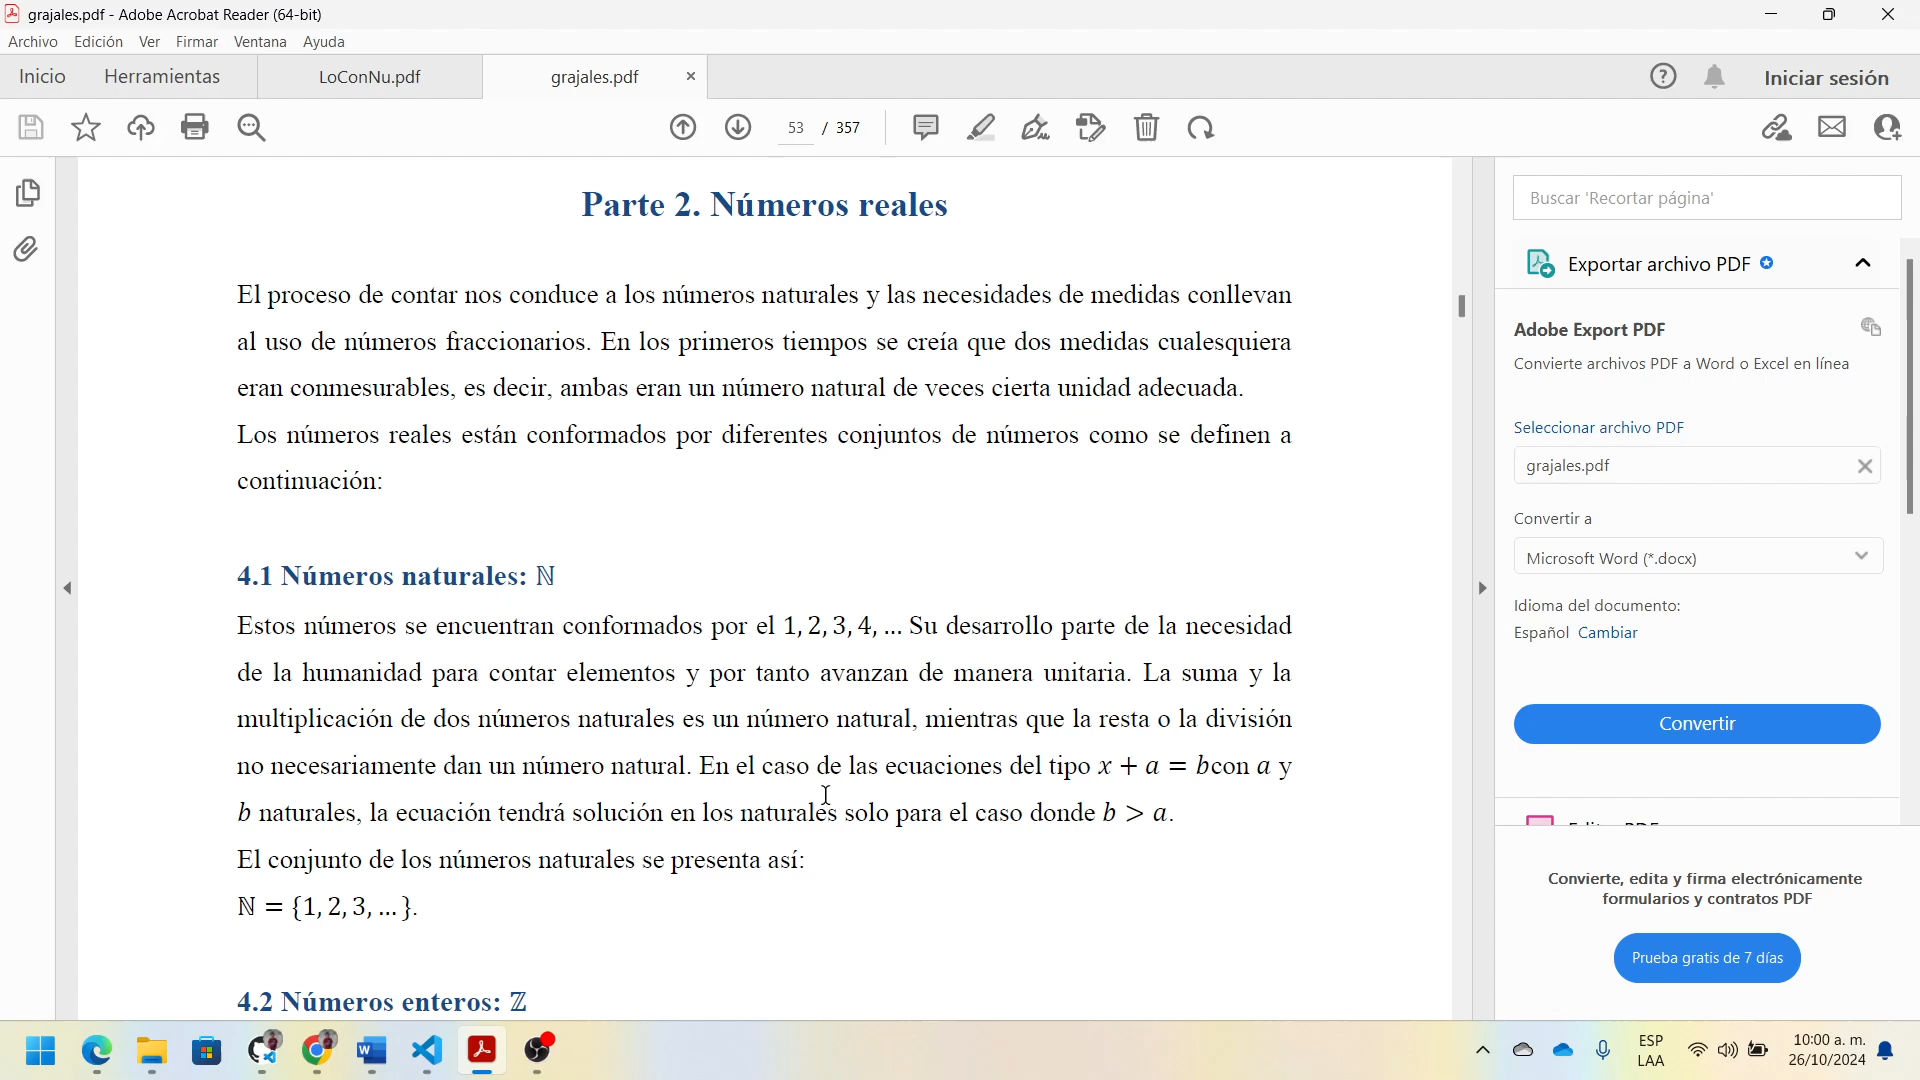 grajales.pdf - Adobe Acrobat Reader (64-bit)
Archivo Edición Ver Firmar Ventana Ayuda
Inicio Herramientas LoConNu.pdf grajales.pdf × Iniciar sesión
53 / 357
Parte 2. Números reales
El proceso de contar nos conduce a los números naturales y las necesidades de medidas conllevan
al uso de números fraccionarios. En los primeros tiempos se creía que dos medidas cualesquiera
eran conmesurables, es decir, ambas eran un número natural de veces cierta unidad adecuada.
Los números reales están conformados por diferentes conjuntos de números como se definen a
continuación:
4.1 Números naturales: ℕ
Estos números se encuentran conformados por el 1, 2, 3, 4, ... Su desarrollo parte de la necesidad
de la humanidad para contar elementos y por tanto avanzan de manera unitaria. La suma y la
multiplicación de dos números naturales es un número natural, mientras que la resta o la división
no necesariamente dan un número natural. En el caso de las ecuaciones del tipo x + a = bcon a y
b naturales, la ecuación tendrá solución en los naturales solo para el caso donde b > a.
El conjunto de los números naturales se presenta así:
ℕ = {1, 2, 3, ... }.
4.2 Números enteros: ℤ
Buscar 'Recortar página'
Exportar archivo PDF
Adobe Export PDF
Convierte archivos PDF a Word o Excel en línea
Seleccionar archivo PDF
grajales.pdf
Convertir a
Microsoft Word (*.docx)
Idioma del documento:
Español Cambiar
Convertir
Convierte, edita y firma electrónicamente
formularios y contratos PDF
Prueba gratis de 7 días
ESP
LAA
10:00 a. m.
26/10/2024